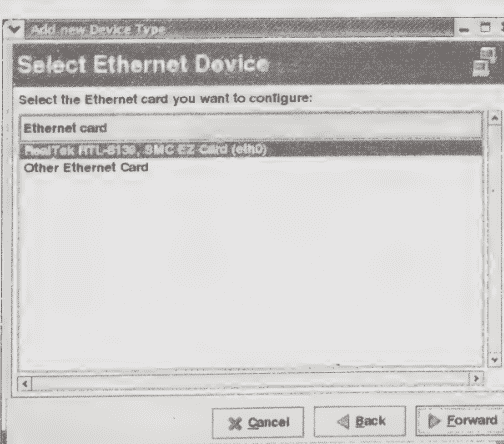 Add new Device Type
Select Ethernet Device
Select the Ethernet card you want to configure:
Ethernet card
RealTek RTL-8139, SMC EZ Card (eth0)
Other Ethernet Card
Cancel
Back
Forward